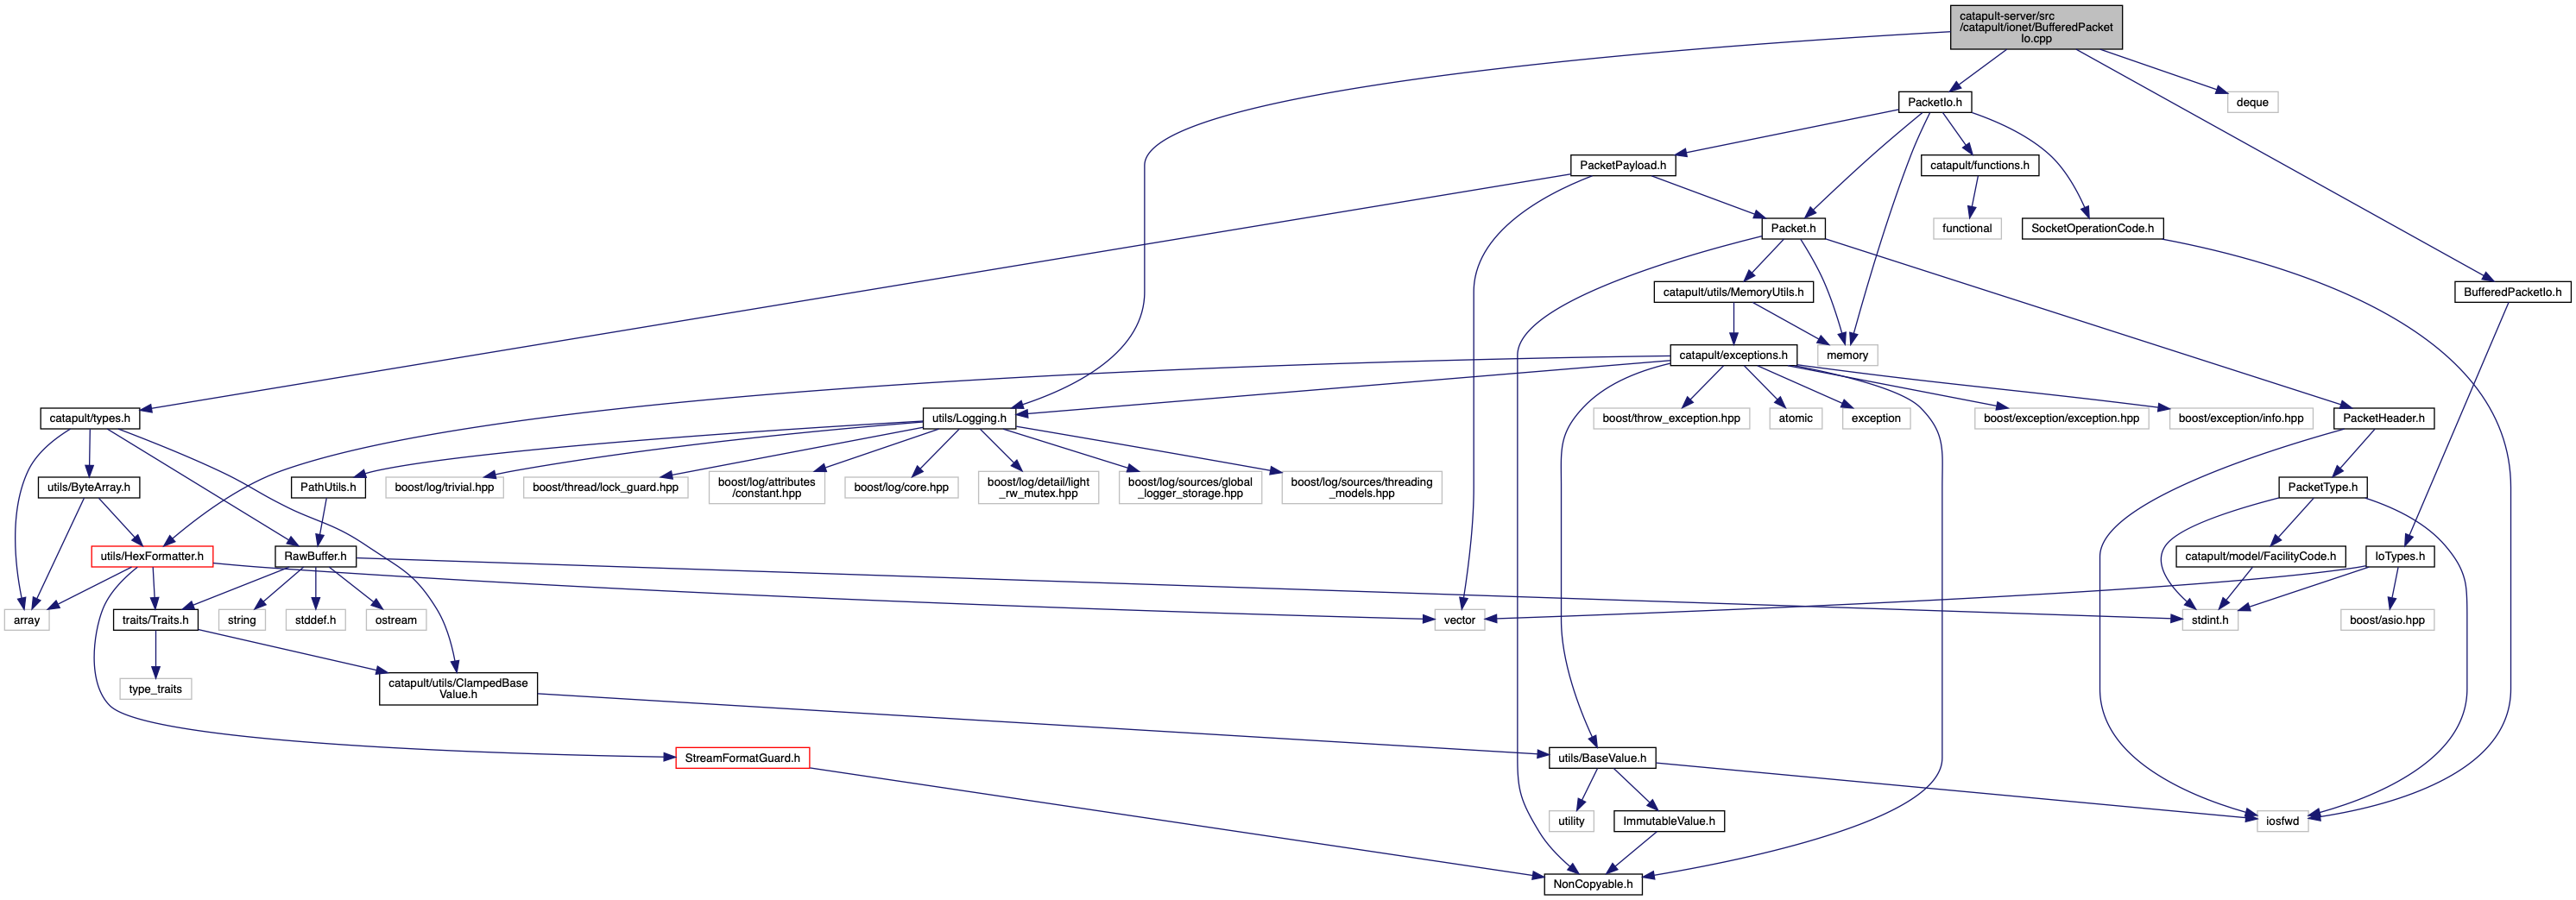 catapult-server/src
/catapult/ionet/BufferedPacket
Io.cpp
PacketIo.h
deque
PacketPayload.h
catapult/functions.h
Packet.h
functional
SocketOperationCode.h
catapult/utils/MemoryUtils.h
BufferedPacketIo.h
catapult/exceptions.h
memory
catapult/types.h
utils/Logging.h
boost/throw_exception.hpp
atomic
exception
boost/exception/exception.hpp
boost/exception/info.hpp
PacketHeader.h
utils/ByteArray.h
PathUtils.h
boost/log/trivial.hpp
boost/thread/lock_guard.hpp
boost/log/attributes
/constant.hpp
boost/log/core.hpp
boost/log/detail/light
_rw_mutex.hpp
boost/log/sources/global
_logger_storage.hpp
boost/log/sources/threading
_models.hpp
PacketType.h
utils/HexFormatter.h
RawBuffer.h
catapult/model/FacilityCode.h
IoTypes.h
array
traits/Traits.h
string
stddef.h
ostream
vector
stdint.h
boost/asio.hpp
type_traits
catapult/utils/ClampedBase
Value.h
StreamFormatGuard.h
utils/BaseValue.h
utility
ImmutableValue.h
iosfwd
NonCopyable.h